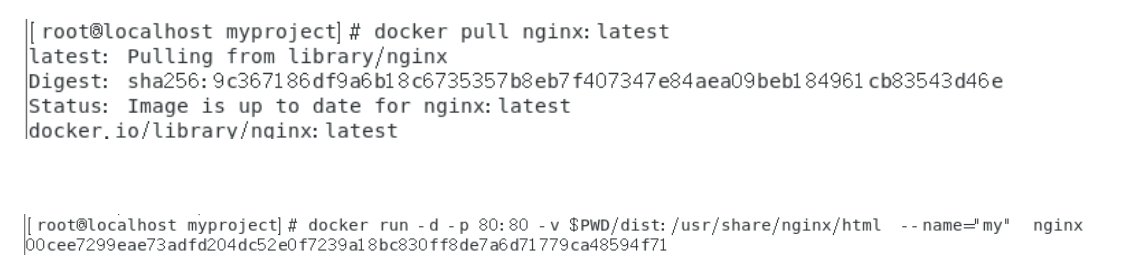 [root@localhost myproject]# docker pull nginx:latest
latest: Pulling from library/nginx
Digest: sha256:9c367186df9a6b18c6735357b8eb7f407347e84aea09beb184961cb83543d46e
Status: Image is up to date for nginx:latest
docker.io/library/nginx:latest
[root@localhost myproject]# docker run -d -p 80:80 -v $PWD/dist:/usr/share/nginx/html --name="my" nginx
00cee7299eae73adfd204dc52e0f7239a18bc830ff8de7a6d71779ca48594f71